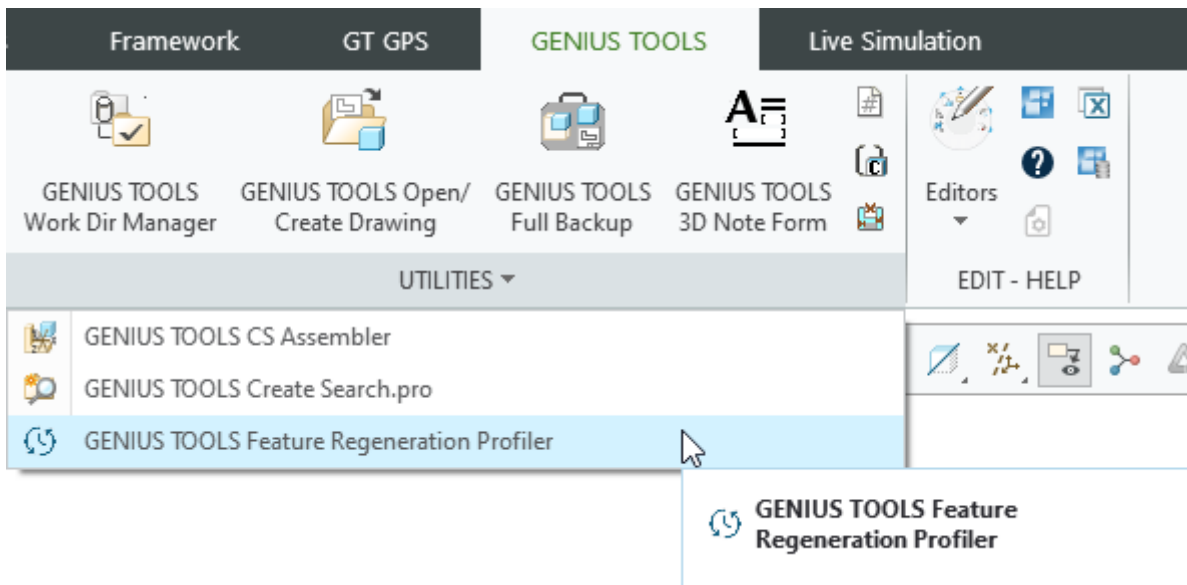 Framework GT GPS GENIUS TOOLS Live Simulation
GENIUS TOOLS
Work Dir Manager
GENIUS TOOLS Open/
Create Drawing
GENIUS TOOLS
Full Backup
A
GENIUS TOOLS
3D Note Form
#
C
Editors
X
?
UTILITIES
EDIT - HELP
GENIUS TOOLS CS Assembler
GENIUS TOOLS Create Search.pro
GENIUS TOOLS Feature Regeneration Profiler
GENIUS TOOLS Feature
Regeneration Profiler